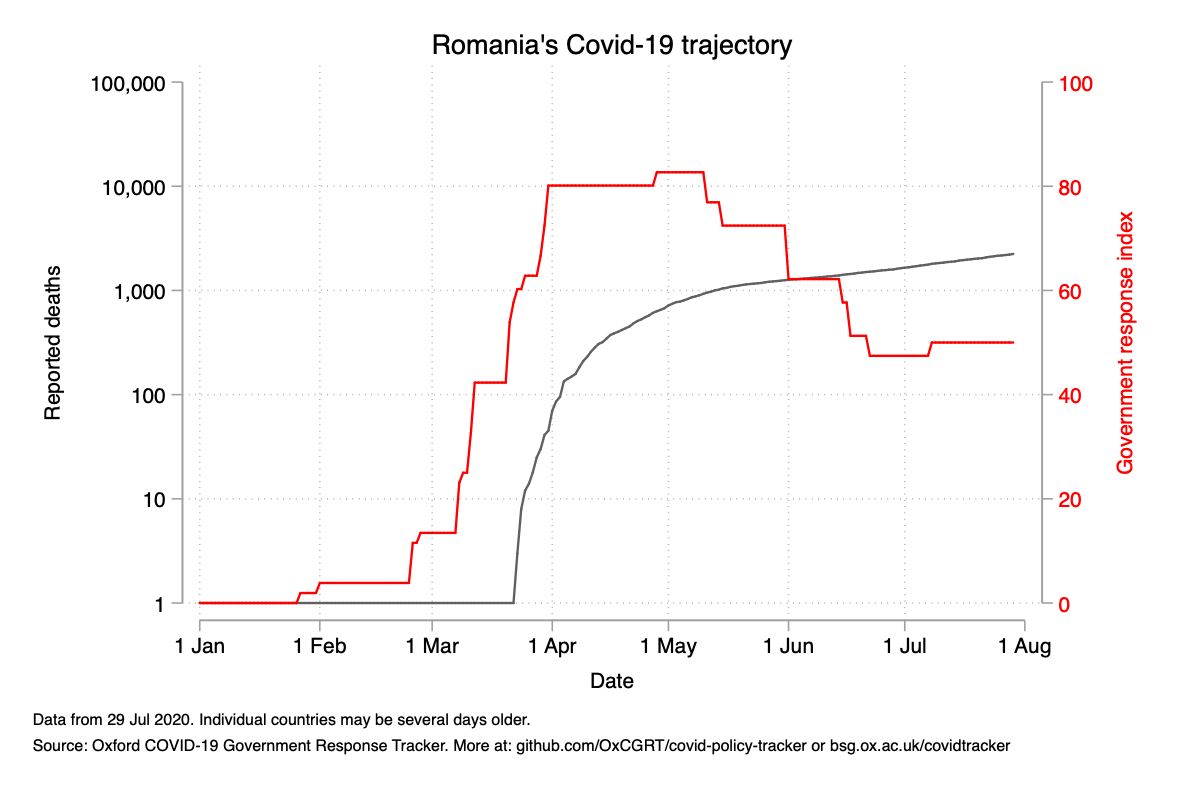 Romania's Covid-19 trajectory
100,000
10,000
1,000
100
10
1
Reported deaths
100
80
60
40
20
0
Government response index
1 Jan 1 Feb 1 Mar 1 Apr 1 May 1 Jun 1 Jul 1 Aug
Date
Data from 29 Jul 2020. Individual countries may be several days older.
Source: Oxford COVID-19 Government Response Tracker. More at: github.com/OxCGRT/covid-policy-tracker or bsg.ox.ac.uk/covidtracker